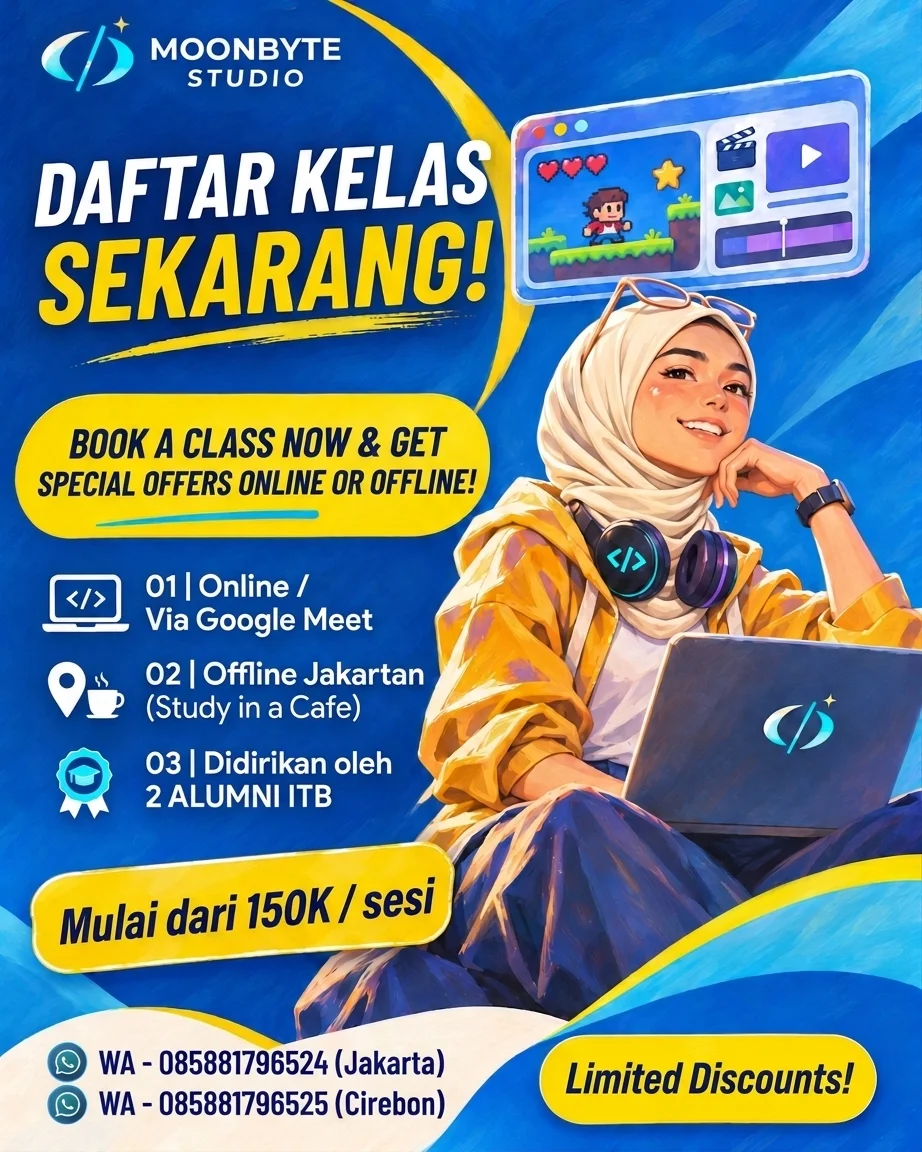 MOONBYTE
STUDIO
DAFTAR KELAS
SEKARANG!
BOOK A CLASS NOW & GET
SPECIAL OFFERS ONLINE OR OFFLINE!
</>
01 | Online /
Via Google Meet
02 | Offline Jakartan
(Study in a Cafe)
03 | Didirikan oleh
2 ALUMNI ITB
</>
Mulai dari 150K / sesi
WA - 085881796524 (Jakarta)
WA - 085881796525 (Cirebon)
Limited Discounts!